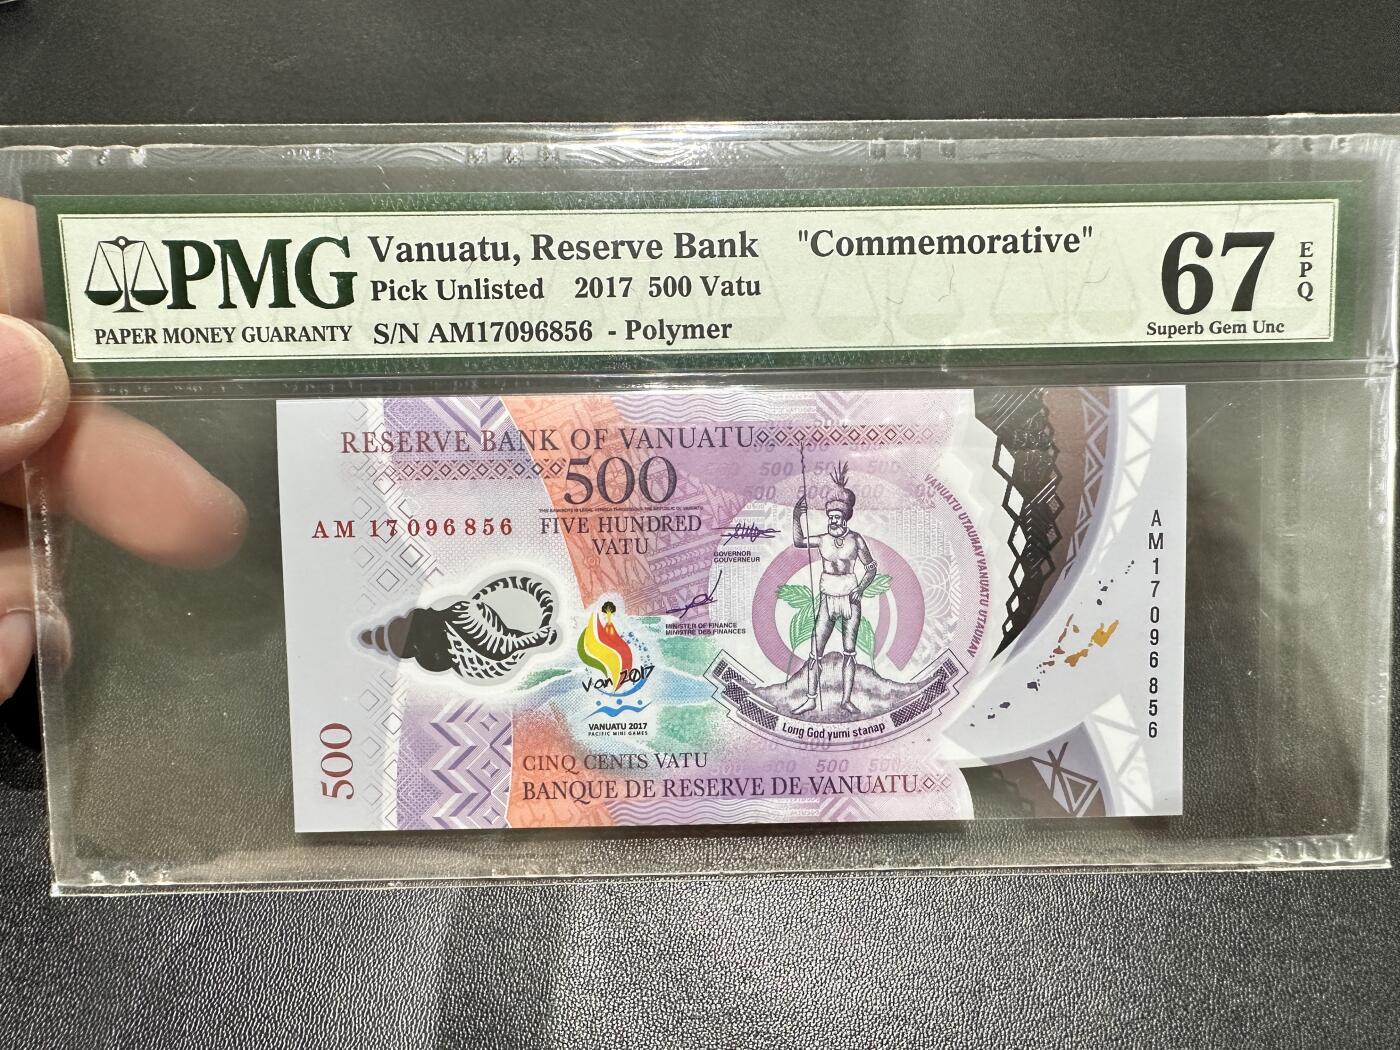 PMG
PAPER MONEY GUARANTY
Vanuatu, Reserve Bank "Commemorative"
Pick Unlisted 2017 500 Vatu
S/N AM17096856 - Polymer
67
EPQ
Superb Gem Unc
RESERVE BANK OF VANUATU
500
AM 17096856
FIVE HUNDRED
VATU
GOVERNOR
GOUVERNEUR
MINISTER OF FINANCE
MINISTRE DES FINANCES
Van 2017
VANUATU 2017
PACIFIC MINI GAMES
Long God yumi stanap
VANUATU UTAUNAV VANUATU UTAUNAV
AM17096856
500
CINQ CENTS VATU
BANQUE DE RESERVE DE VANUATU